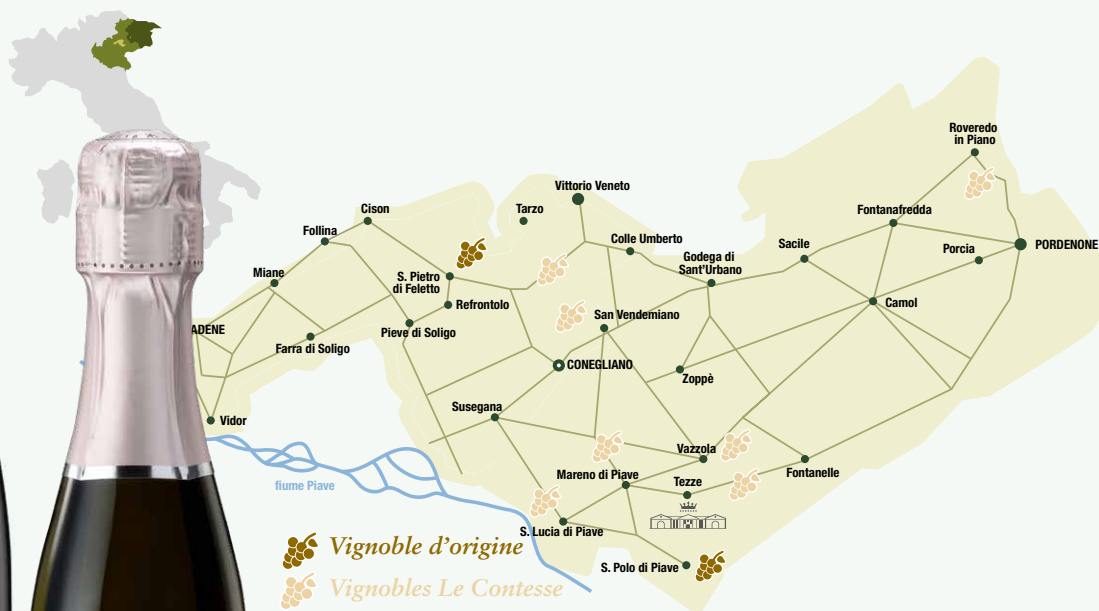 Roveredo
in Piano
Vittorio Veneto
Cison
Tarzo
Fontanafredda
Follina
Colle Umberto
Sacile
Porcia
PORDENONE
Godega di
Sant'Urbano
Miane
S. Pietro
di Feletto
Refrontolo
Camol
San Vendemiano
ADENE
Pieve di Soligo
Farra di Soligo
CONEGLIANO
Zoppè
Susegana
Vidor
Vazzola
Fontanelle
Mareno di Piave
Tezze
fiume Piave
S. Lucia di Piave
Vignoble d'origine
S. Polo di Piave
Vignobles Le Contesse